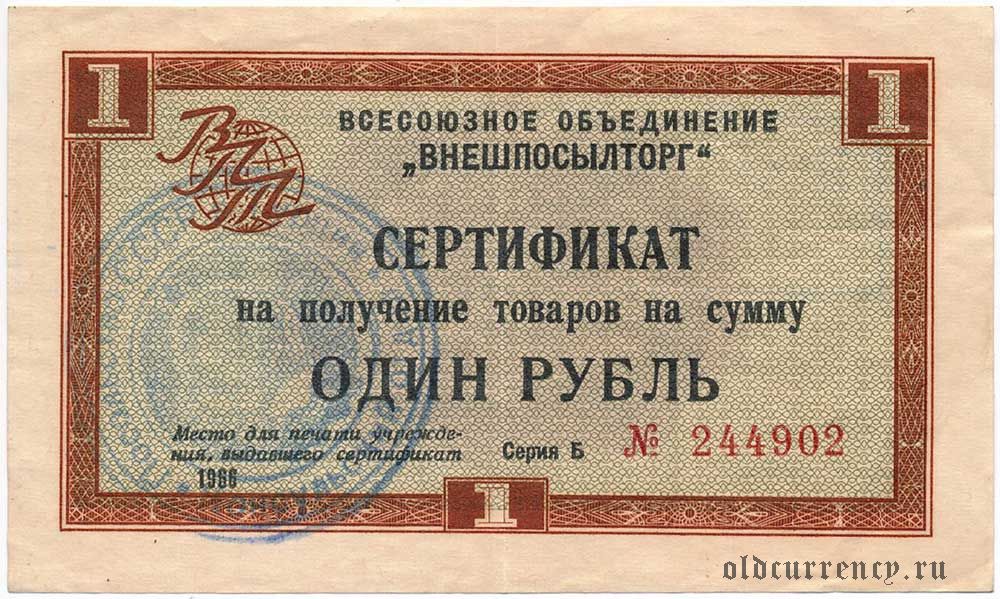 1 1
ВПТ
ВСЕСОЮЗНОЕ ОБЪЕДИНЕНИЕ
„ВНЕШПОСЫЛТОРГ“
СЕРТИФИКАТ
на получение товаров на сумму
ОДИН РУБЛЬ
Место для печати учрежде-
ния, выдавшего сертификат
1966
Серия Б № 244902
1
oldcurrency.ru